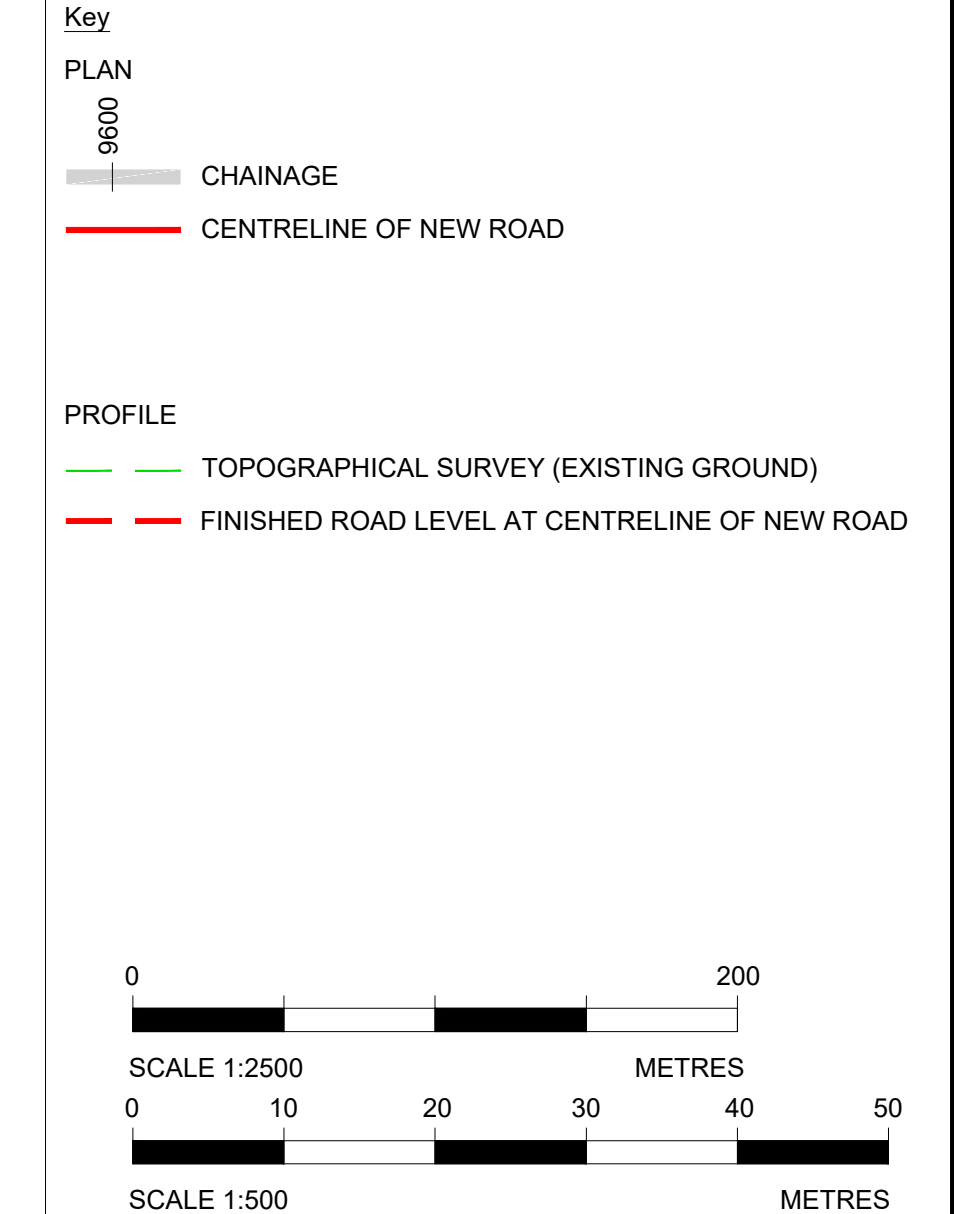 Key
PLAN
9600
CHAINAGE
CENTRELINE OF NEW ROAD
PROFILE
TOPOGRAPHICAL SURVEY (EXISTING GROUND)
FINISHED ROAD LEVEL AT CENTRELINE OF NEW ROAD
0 200
SCALE 1:2500 METRES
0 10 20 30 40 50
SCALE 1:500 METRES